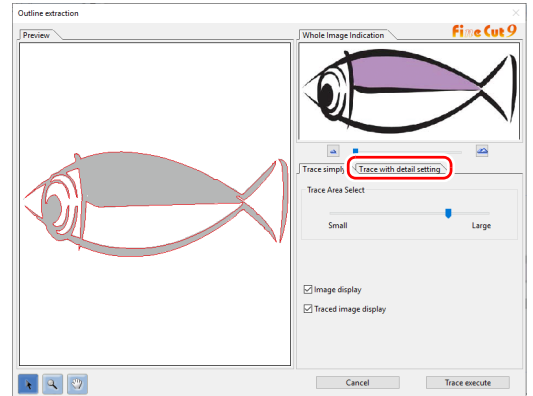 Outline extraction
Preview
Whole Image Indication
Fine Cut 9
Trace simply
Trace with detail setting
Trace Area Select
Small
Large
Image display
Traced image display
Cancel
Trace execute